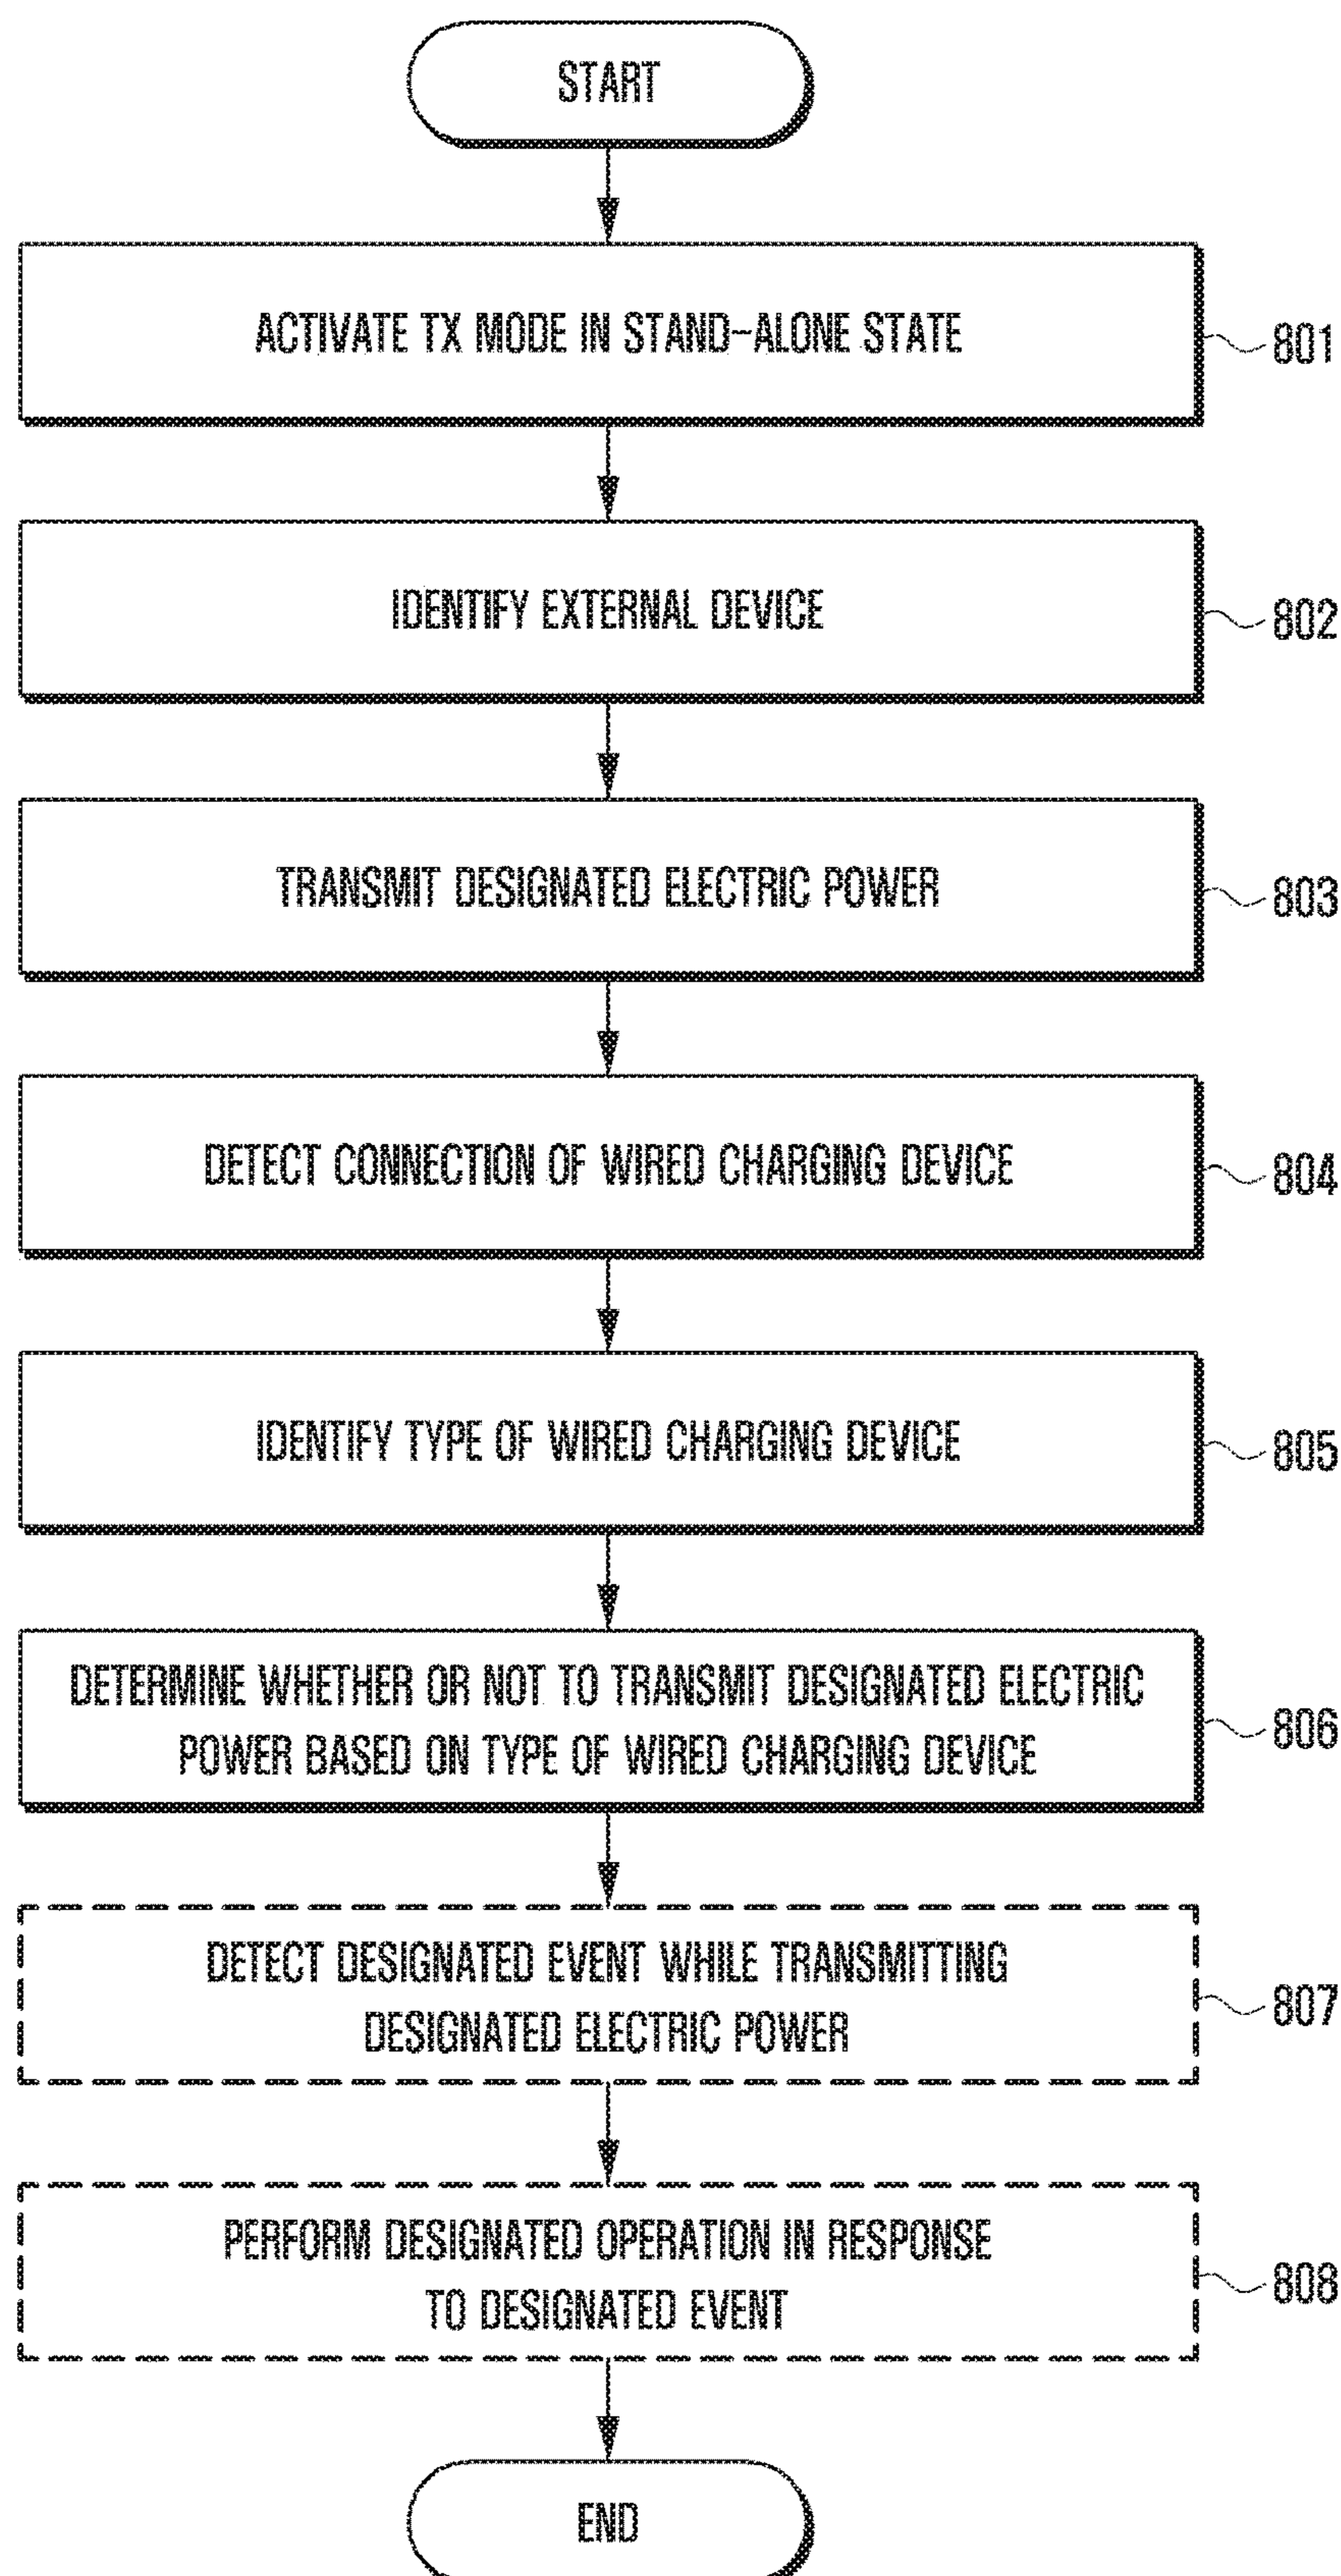 START
ACTIVATE TX MODE IN STAND-ALONE STATE
801
IDENTIFY EXTERNAL DEVICE
802
TRANSMIT DESIGNATED ELECTRIC POWER
803
DETECT CONNECTION OF WIRED CHARGING DEVICE
804
IDENTIFY TYPE OF WIRED CHARGING DEVICE
805
DETERMINE WHETHER OR NOT TO TRANSMIT DESIGNATED ELECTRIC
POWER BASED ON TYPE OF WIRED CHARGING DEVICE
806
DETECT DESIGNATED EVENT WHILE TRANSMITTING
DESIGNATED ELECTRIC POWER
807
PERFORM DESIGNATED OPERATION IN RESPONSE
TO DESIGNATED EVENT
808
END